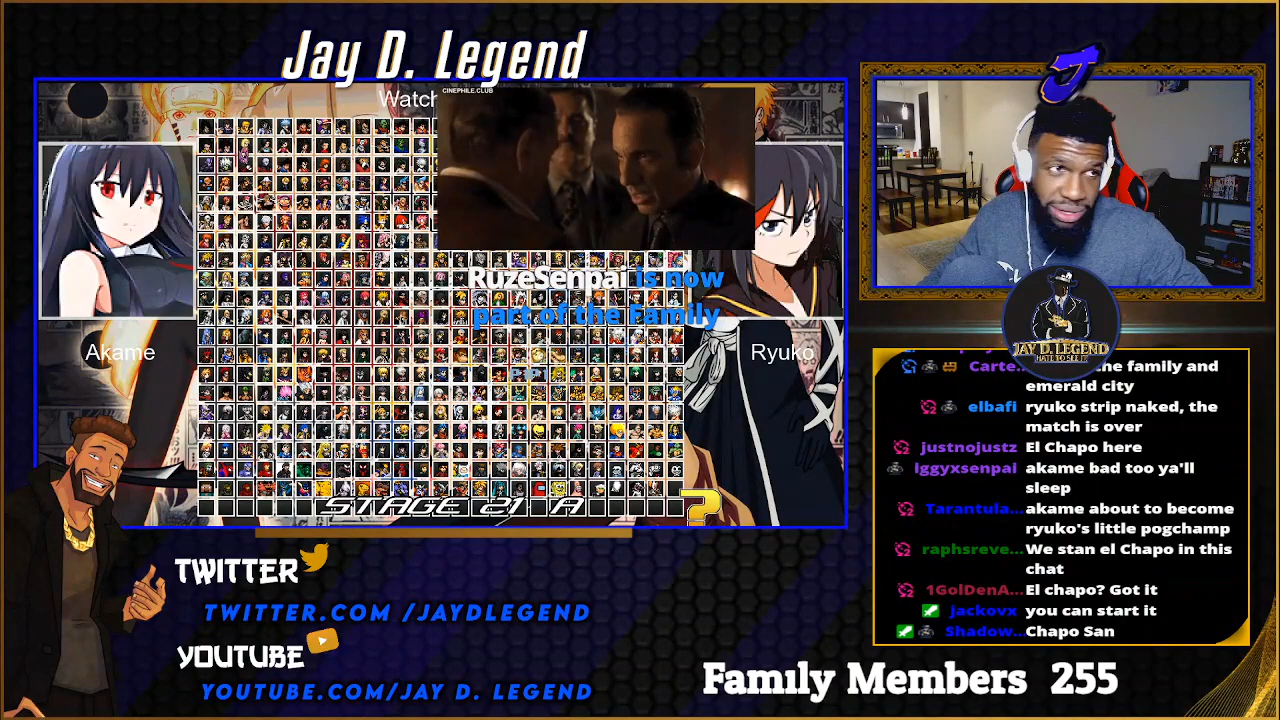 Jay D. Legend
Watch
CINEPHILE.CLUB
RuzeSenpai is now
part of the Family
Akame
Ryuko
STAGE 21 A
?
J
JAY D. LEGEND
HATE TO SEE IT
Carte... he family and
emerald city
elbafi ryuko strip naked, the
match is over
justnojustz El Chapo here
Iggyxsenpai akame bad too ya'll
sleep
Tarantula... akame about to become
ryuko's little pogchamp
raphsreve... We stan el Chapo in this
chat
1GolDenA... El chapo? Got it
jackovx you can start it
Shadow... Chapo San
TWITTER
TWITTER.COM /JAYDLEGEND
YOUTUBE
YOUTUBE.COM/JAY D. LEGEND
Family Members 255